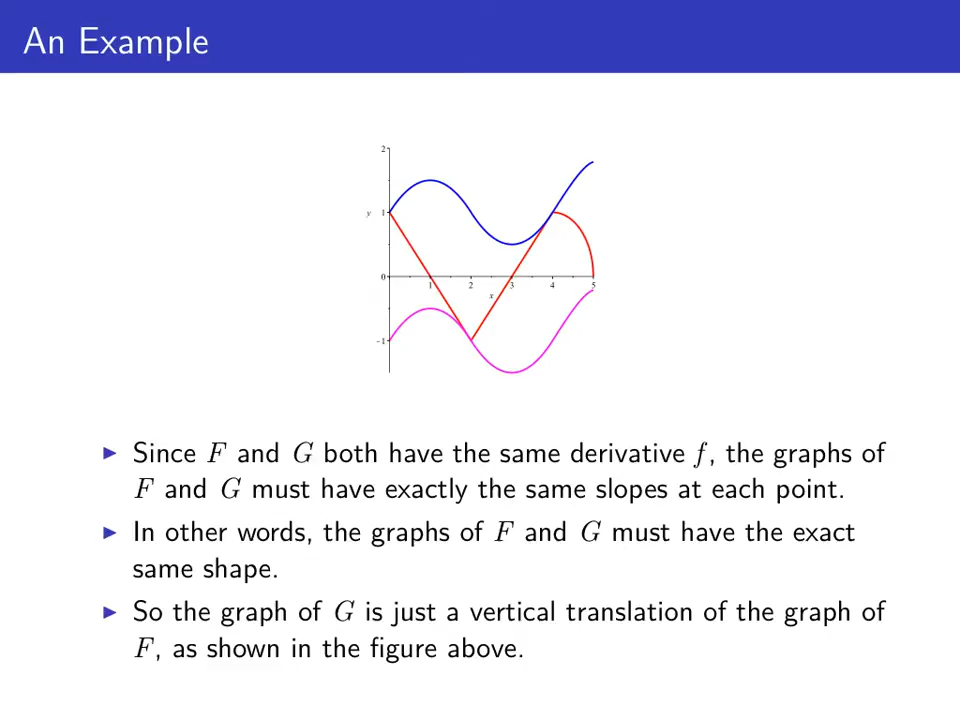 An Example
2
y 1
0
1 2 3 4 5
x
-1
► Since F and G both have the same derivative f, the graphs of
F and G must have exactly the same slopes at each point.
► In other words, the graphs of F and G must have the exact
same shape.
► So the graph of G is just a vertical translation of the graph of
F, as shown in the figure above.